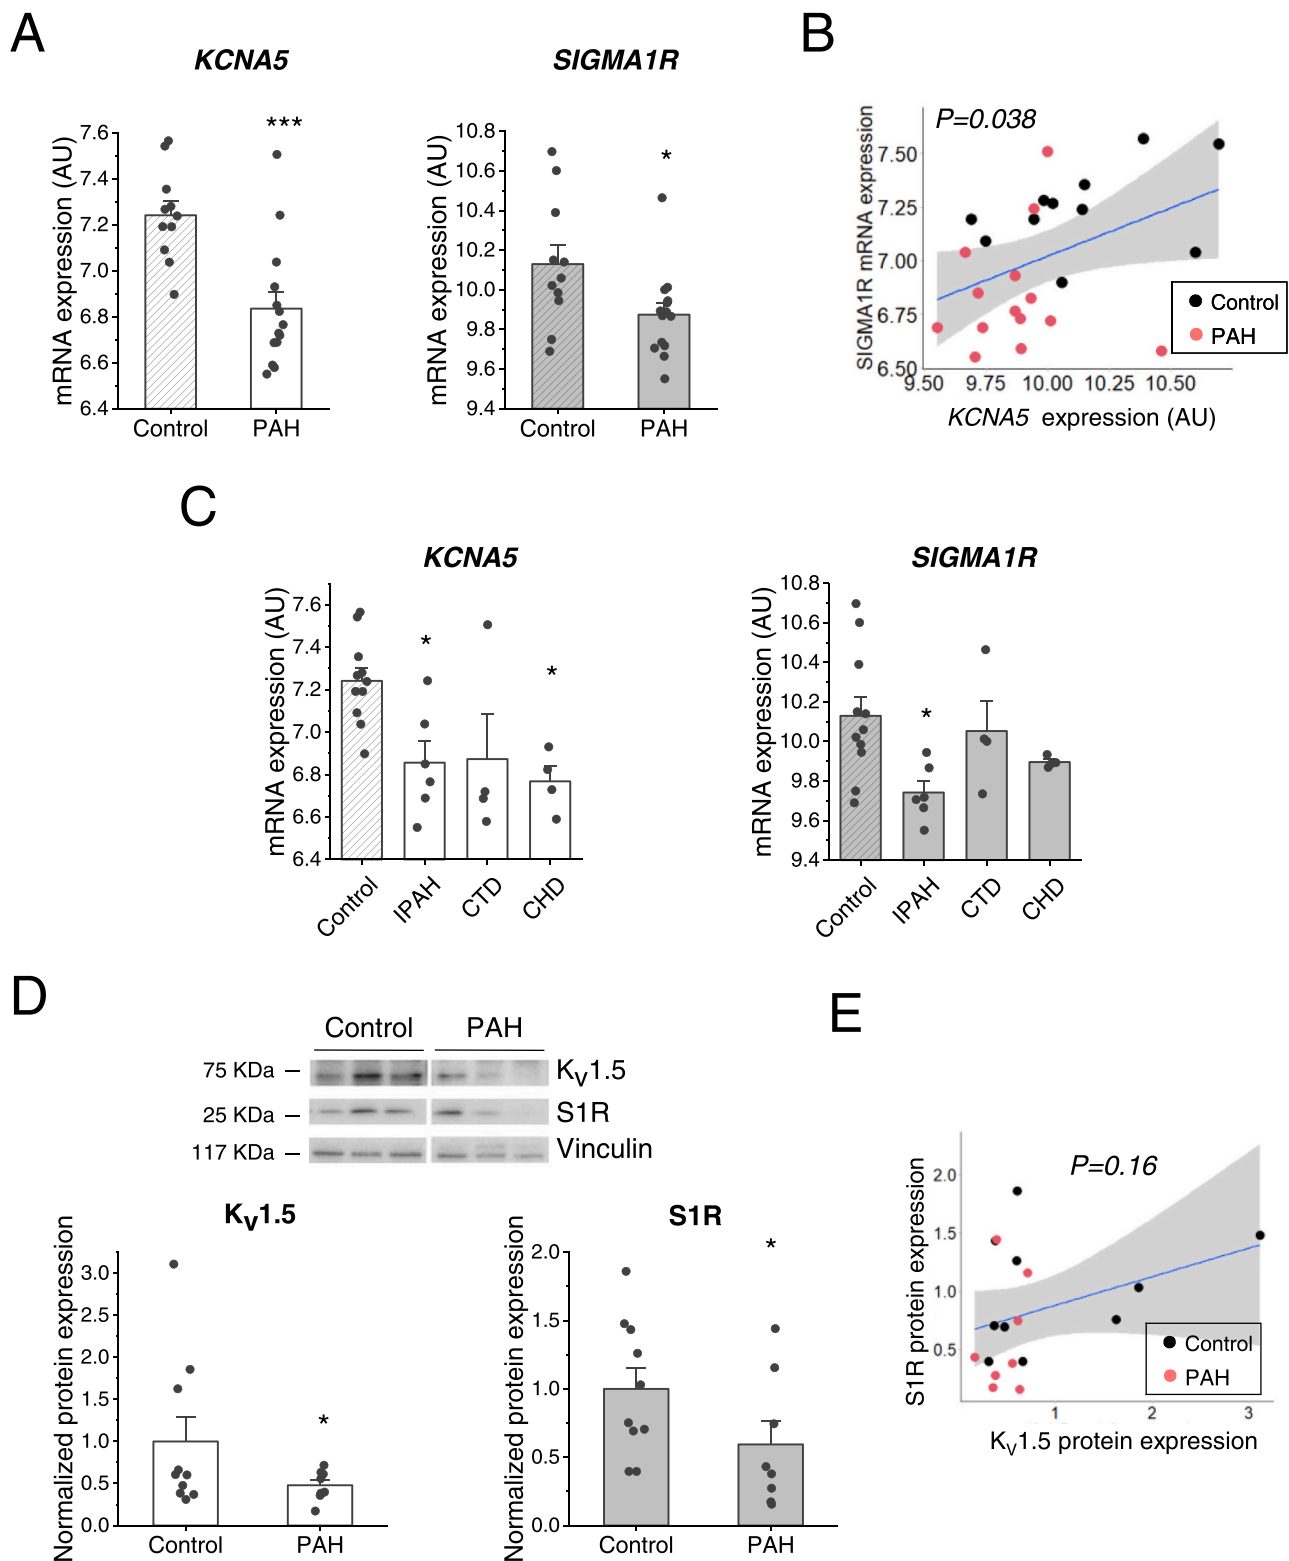 A
KCNA5
mRNA expression (AU)
7.6
7.4
7.2
7.0
6.8
6.6
6.4
***
Control
PAH
SIGMA1R
mRNA expression (AU)
10.8
10.6
10.4
10.2
10.0
9.8
9.6
9.4
*
Control
PAH
B
P=0.038
SIGMA1R mRNA expression
7.50
7.25
7.00
6.75
6.50
9.50
9.75
10.00
10.25
10.50
KCNA5 expression (AU)
Control
PAH
C
KCNA5
mRNA expression (AU)
7.6
7.4
7.2
7.0
6.8
6.6
6.4
*
*
Control
IPAH
CTD
CHD
SIGMA1R
mRNA expression (AU)
10.8
10.6
10.4
10.2
10.0
9.8
9.6
9.4
*
Control
IPAH
CTD
CHD
D
Control
PAH
75 KDa
KV1.5
25 KDa
S1R
117 KDa
Vinculin
KV1.5
Normalized protein expression
3.0
2.5
2.0
1.5
1.0
0.5
0.0
*
Control
PAH
S1R
Normalized protein expression
2.0
1.5
1.0
0.5
0.0
*
Control
PAH
E
P=0.16
S1R protein expression
2.0
1.5
1.0
0.5
1
2
3
KV1.5 protein expression
Control
PAH